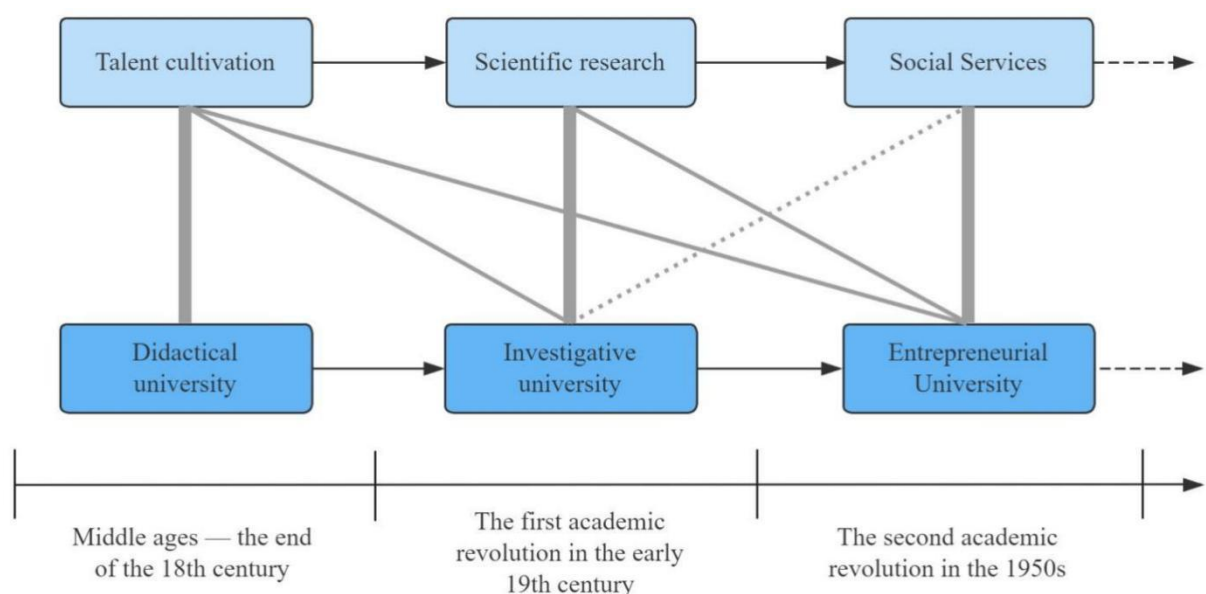 Talent cultivation
Scientific research
Social Services
Didactical
university
Investigative
university
Entrepreneurial
University
Middle ages — the end
of the 18th century
The first academic
revolution in the early
19th century
The second academic
revolution in the 1950s